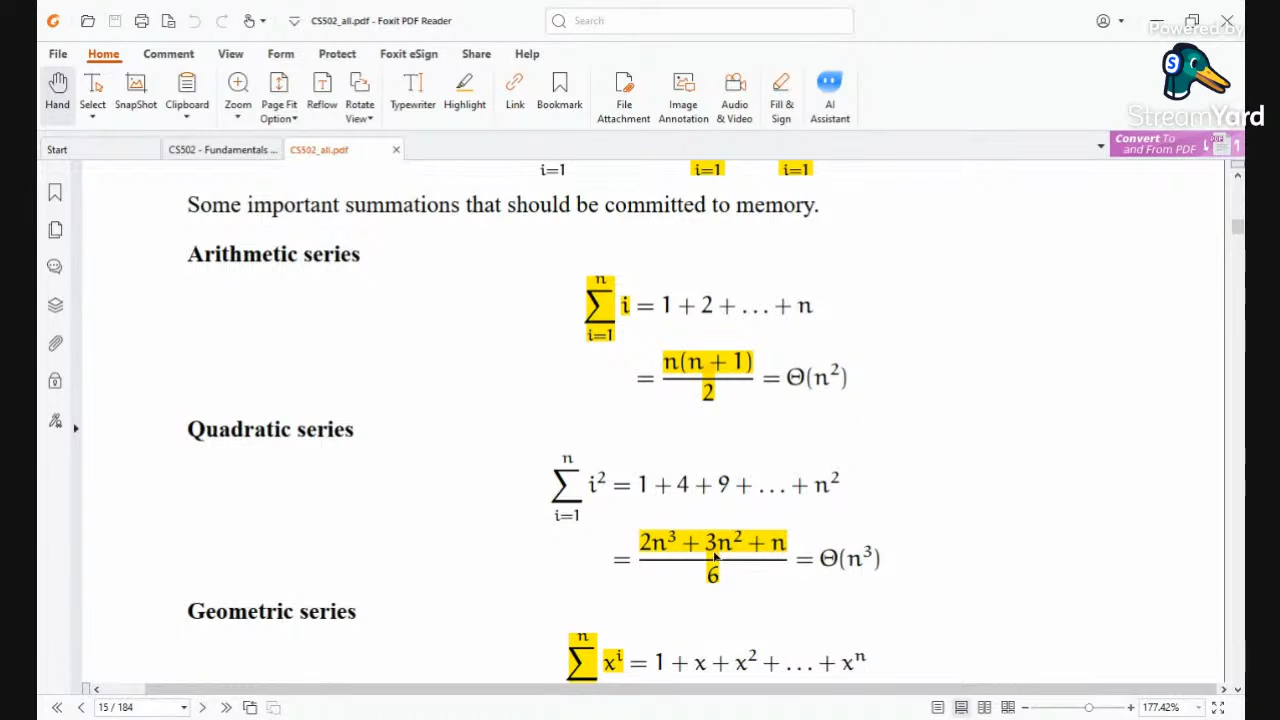 CS502_all.pdf - Foxit PDF Reader
Search
Powered by
StreamYard
File Home Comment View Form Protect Foxit eSign Share Help
Hand Select SnapShot Clipboard Zoom Page Fit Option Reflow Rotate View Typewriter Highlight Link Bookmark File Attachment Image Annotation Audio & Video Fill & Sign AI Assistant
Start CS502 - Fundamentals ... CS502_all.pdf
Convert To and From PDF
i=1 i=1 i=1
Some important summations that should be committed to memory.
Arithmetic series
n
∑ i = 1 + 2 + … + n
i=1
= n(n + 1)/2 = Θ(n²)
Quadratic series
n
∑ i² = 1 + 4 + 9 + … + n²
i=1
= 2n³ + 3n² + n/6 = Θ(n³)
Geometric series
n
∑ xⁱ = 1 + x + x² + … + xⁿ
15 / 184
177.42%